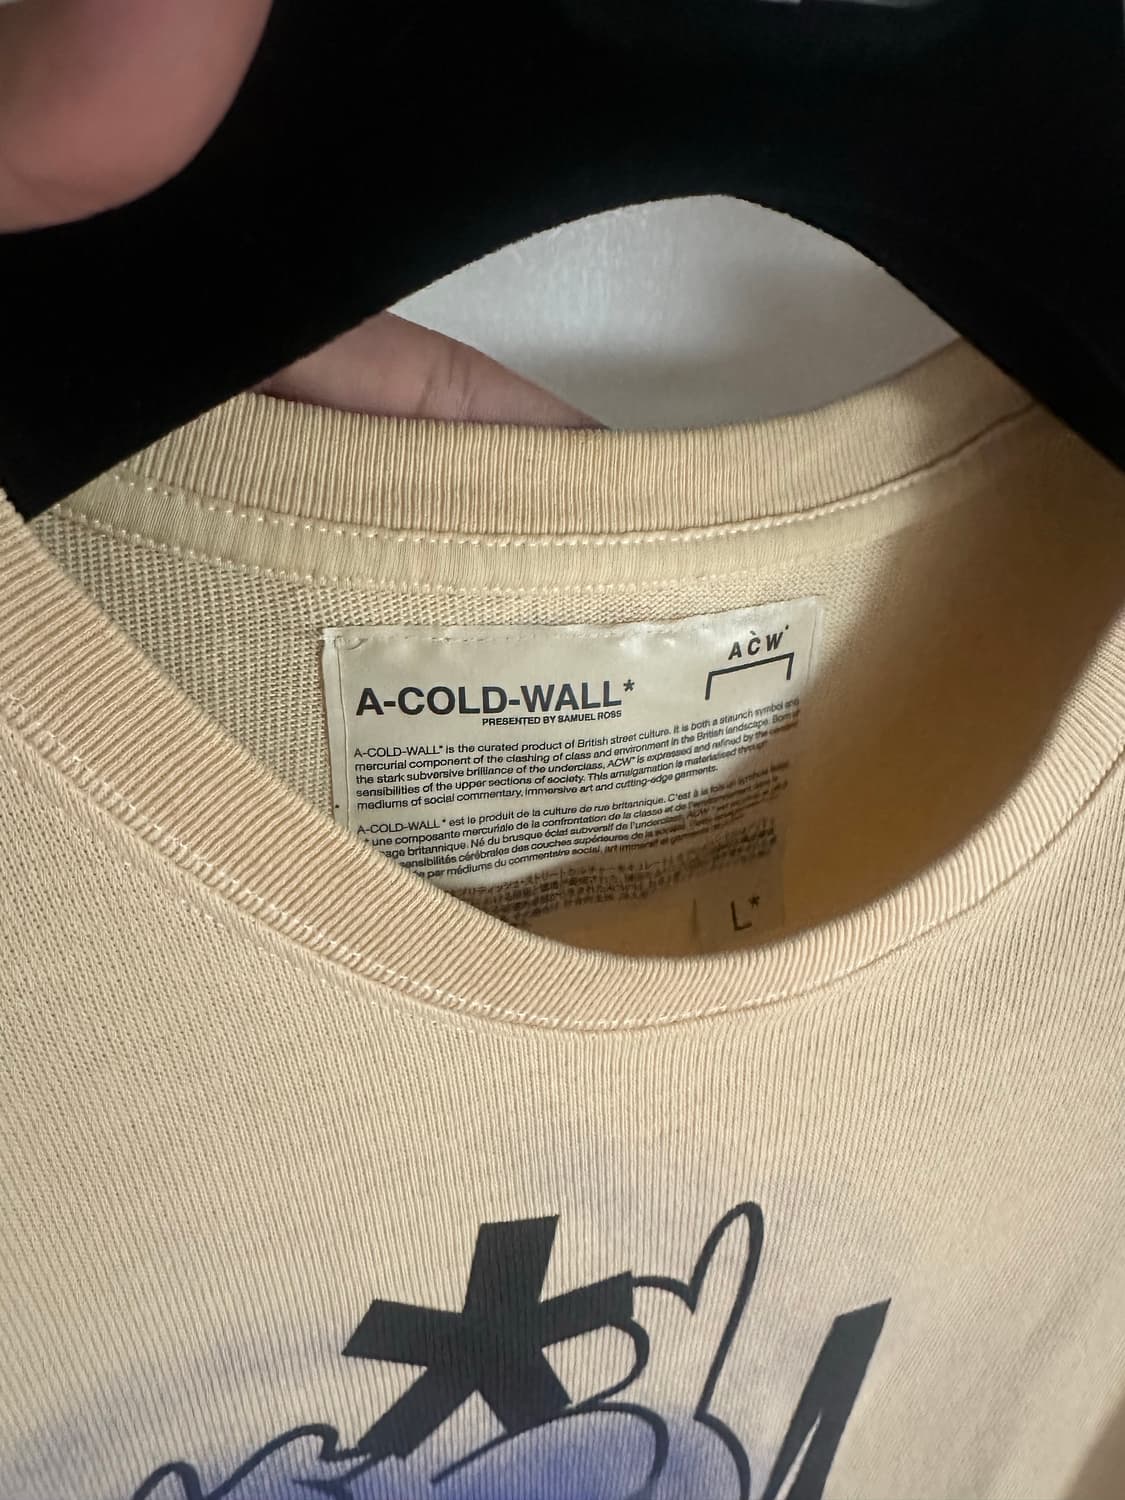 ACW*
A-COLD-WALL*
PRESENTED BY SAMUEL ROSS
A-COLD-WALL* is the curated product of British street culture. It is both a staunch symbol and
mercurial component of the clashing of class and environment in the British landscape. Born of
the stark subversive brilliance of the underclass, ACW* is expressed and refined by the
sensibilities of the upper sections of society. This amalgamation is materialised through
mediums of social commentary, immersive art and cutting-edge garments.
A-COLD-WALL* est le produit de la culture de rue britannique. C'est à la fois un symbole
une composante mercuriale de la confrontation de la classe et de l'environnement dans le
britannique. Né du brusque éclat subversif de l'underclass, ACW*
sensibilités cérébrales des couches supérieures de la société.
par médiums du commentaire social, art immersif et
L*